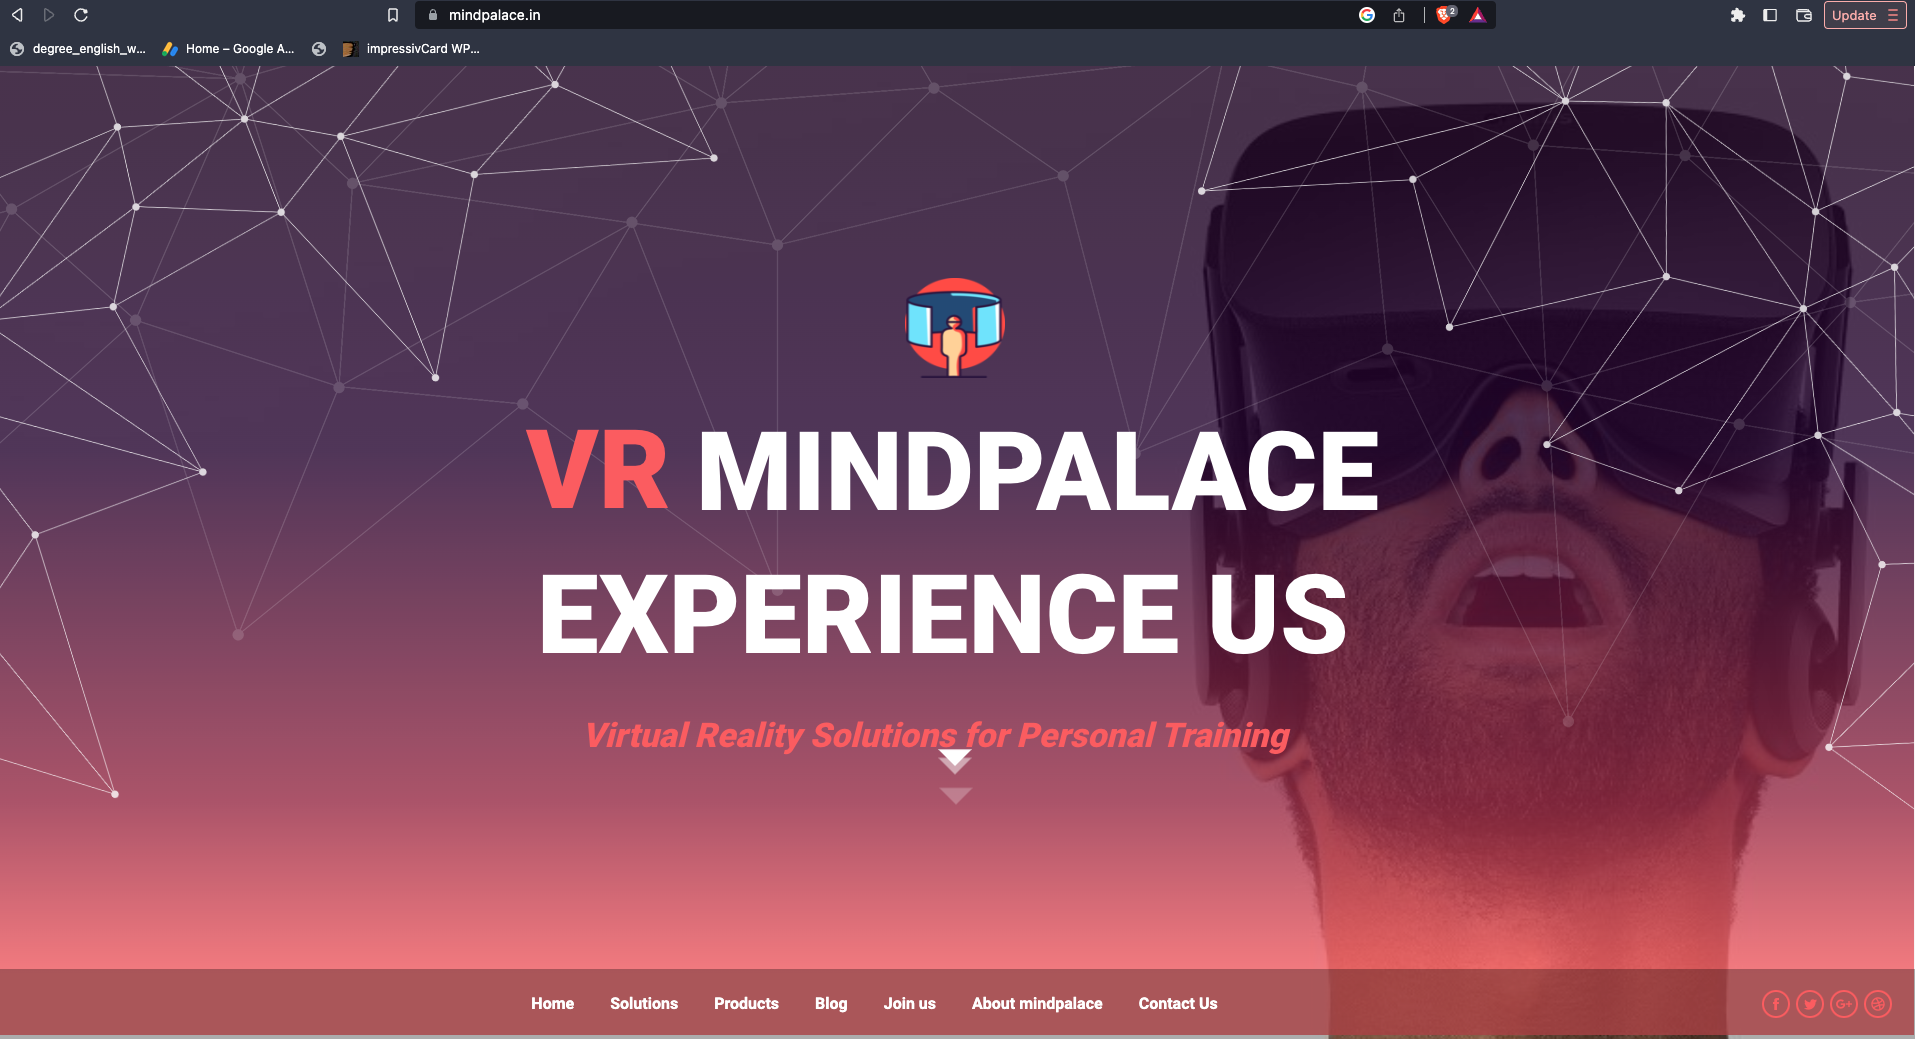 mindpalace.in
2
Update
degree_english_w...
Home – Google A...
impressivCard WP...
VR MINDPALACE
EXPERIENCE US
Virtual Reality Solutions for Personal Training
Home
Solutions
Products
Blog
Join us
About mindpalace
Contact Us